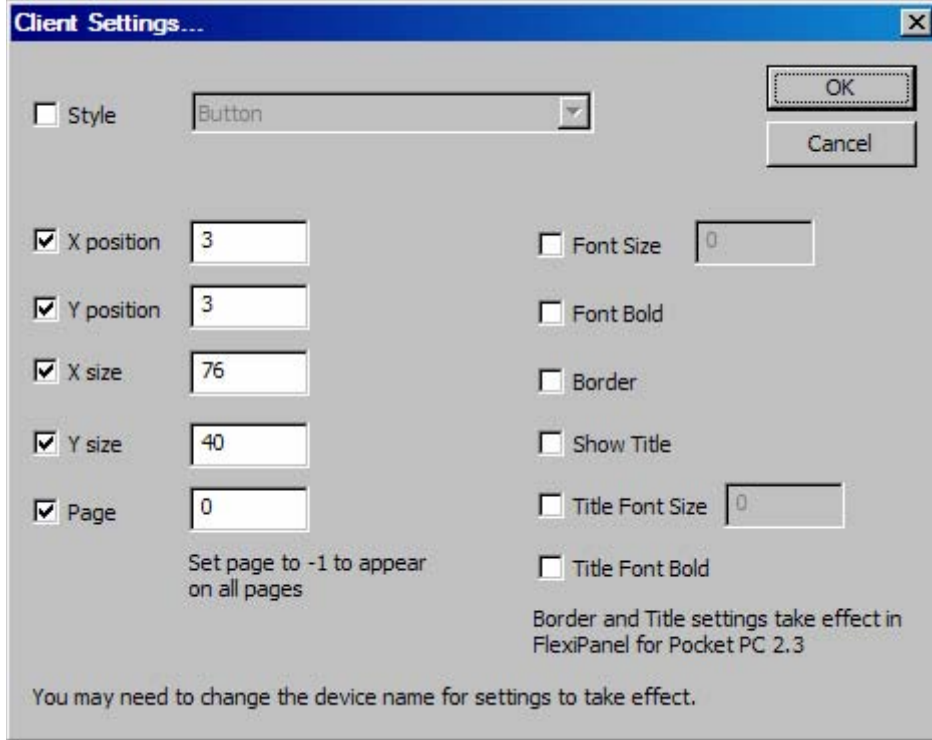 Client Settings...
Style
Button
OK
Cancel
X position
3
Font Size
0
Y position
3
Font Bold
X size
76
Border
Y size
40
Show Title
Page
0
Title Font Size
0
Set page to -1 to appear
on all pages
Title Font Bold
Border and Title settings take effect in
FlexiPanel for Pocket PC 2.3
You may need to change the device name for settings to take effect.